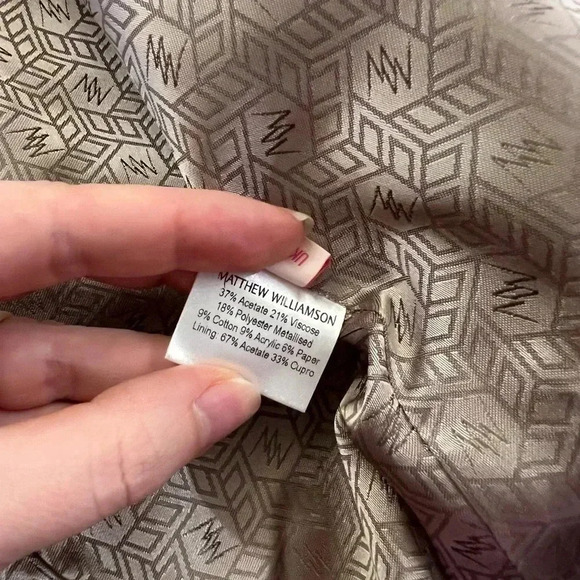 UK
MATTHEW WILLIAMSON
37% Acetate 21% Viscose
18% Polyester Metallised
9% Cotton 9% Acrylic 6% Paper
Lining: 67% Acetate 33% Cupro